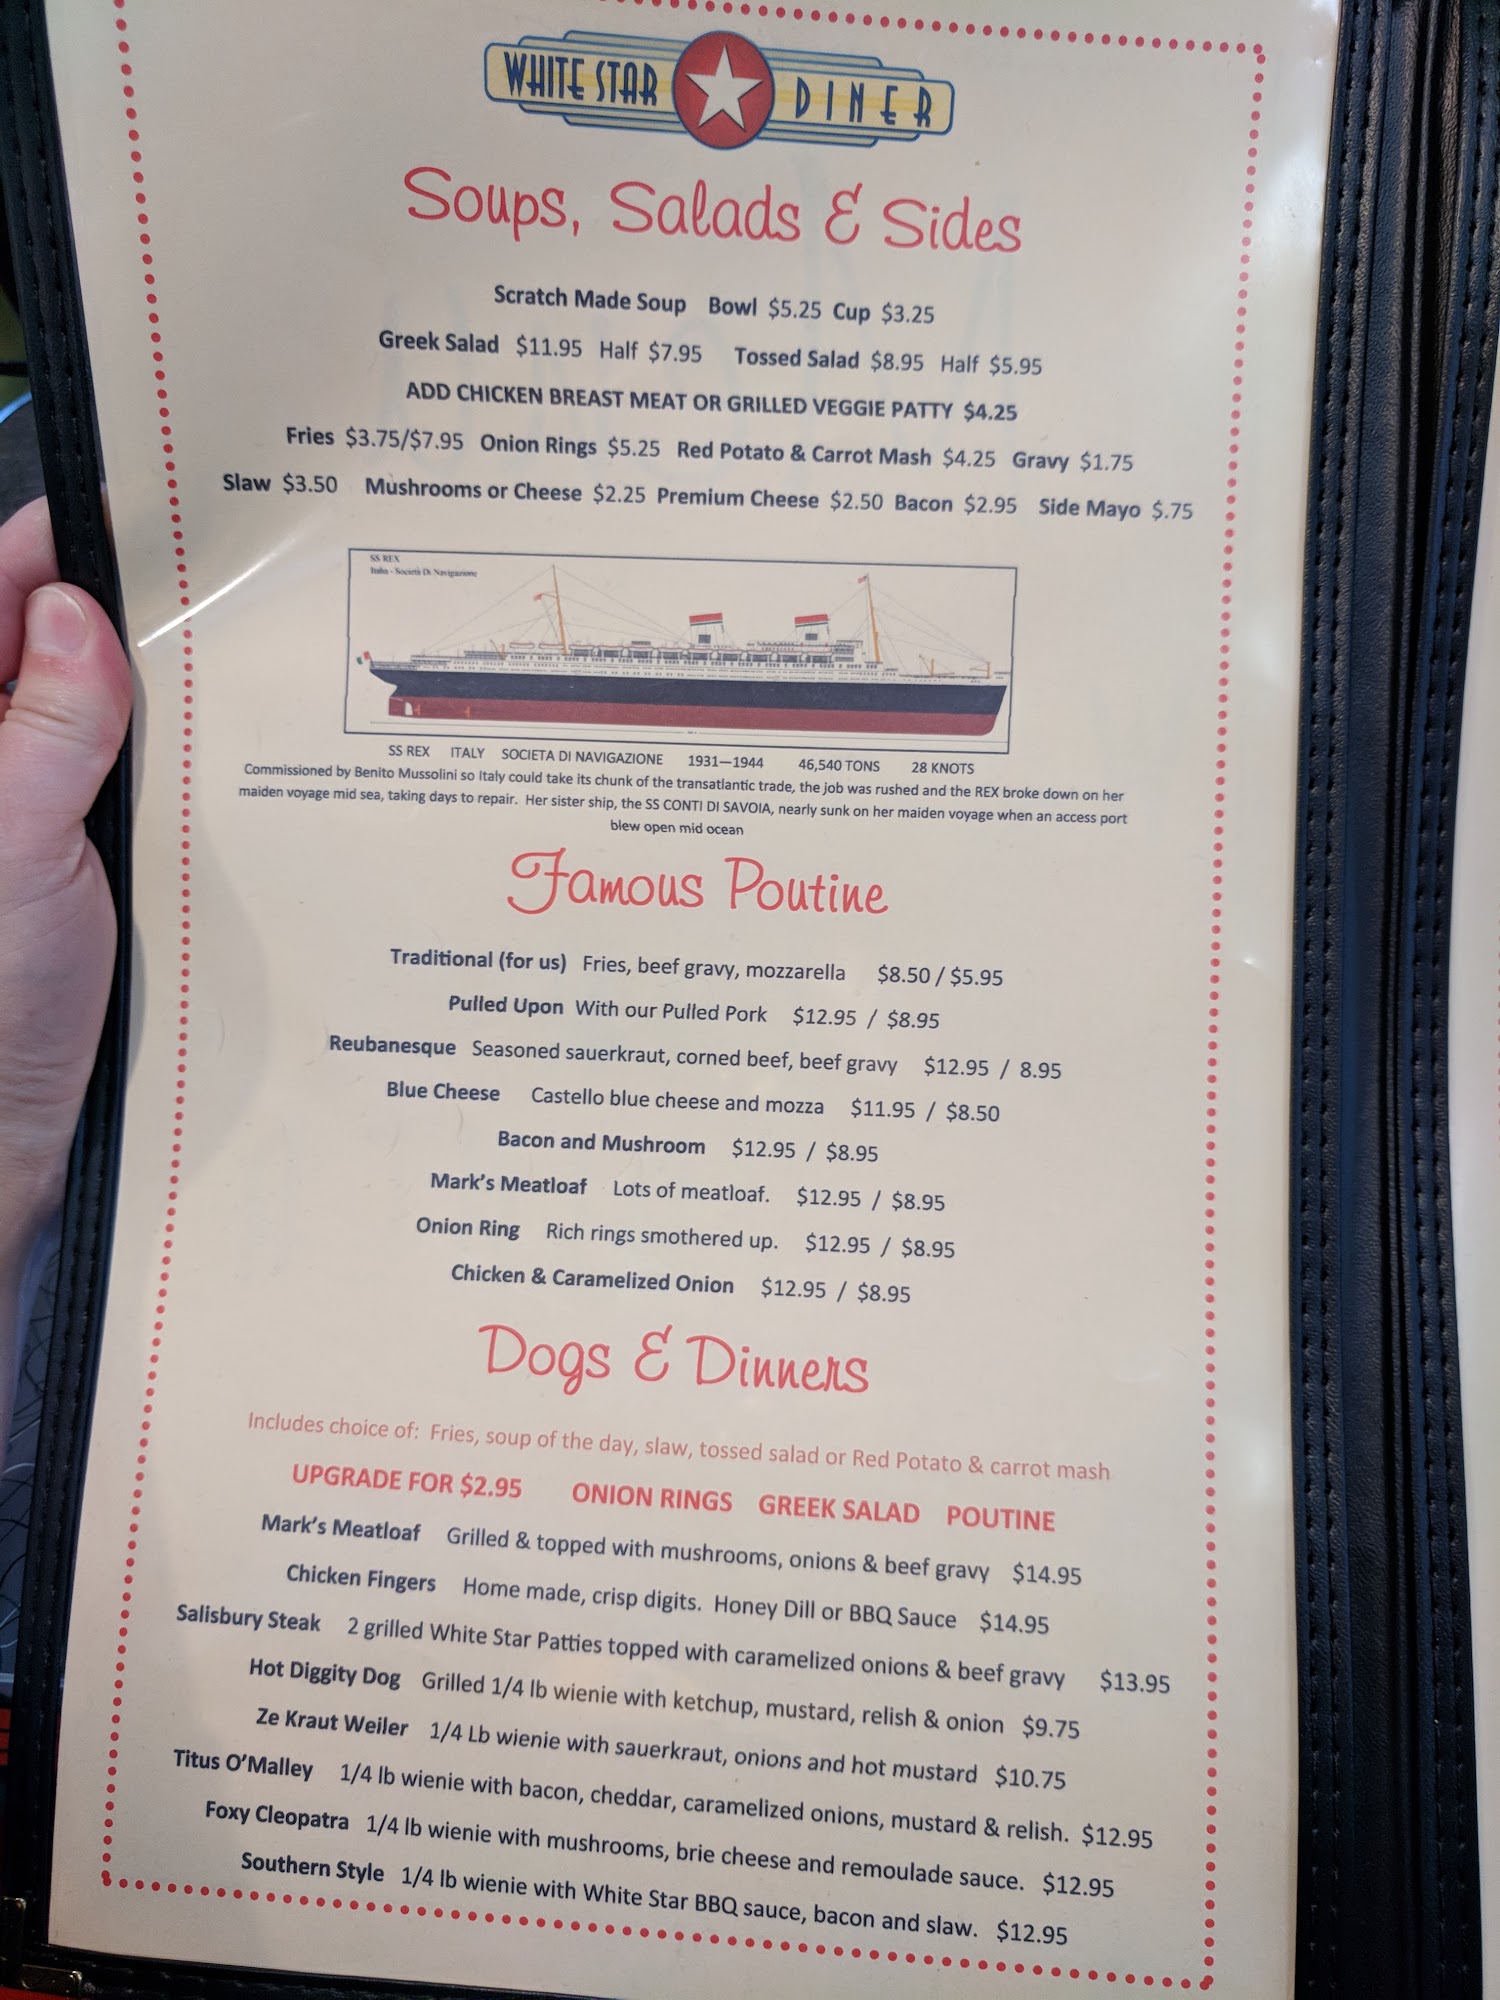 WHITE STAR DINER
Soups, Salads & Sides
Scratch Made Soup Bowl $5.25 Cup $3.25
Greek Salad $11.95 Half $7.95 Tossed Salad $8.95 Half $5.95
ADD CHICKEN BREAST MEAT OR GRILLED VEGGIE PATTY $4.25
Fries $3.75/$7.95 Onion Rings $5.25 Red Potato & Carrot Mash $4.25 Gravy $1.75
Slaw $3.50 Mushrooms or Cheese $2.25 Premium Cheese $2.50 Bacon $2.95 Side Mayo $.75
SS REX
Italia - Società Di Navigazione
SS REX ITALY SOCIETA DI NAVIGAZIONE 1931—1944 46,540 TONS 28 KNOTS
Commissioned by Benito Mussolini so Italy could take its chunk of the transatlantic trade, the job was rushed and the REX broke down on her
maiden voyage mid sea, taking days to repair. Her sister ship, the SS CONTI DI SAVOIA, nearly sunk on her maiden voyage when an access port
blew open mid ocean
Famous Poutine
Traditional (for us) Fries, beef gravy, mozzarella $8.50 / $5.95
Pulled Upon With our Pulled Pork $12.95 / $8.95
Reubanesque Seasoned sauerkraut, corned beef, beef gravy $12.95 / 8.95
Blue Cheese Castello blue cheese and mozza $11.95 / $8.50
Bacon and Mushroom $12.95 / $8.95
Mark's Meatloaf Lots of meatloaf. $12.95 / $8.95
Onion Ring Rich rings smothered up. $12.95 / $8.95
Chicken & Caramelized Onion $12.95 / $8.95
Dogs & Dinners
Includes choice of: Fries, soup of the day, slaw, tossed salad or Red Potato & carrot mash
UPGRADE FOR $2.95 ONION RINGS GREEK SALAD POUTINE
Mark's Meatloaf Grilled & topped with mushrooms, onions & beef gravy $14.95
Chicken Fingers Home made, crisp digits. Honey Dill or BBQ Sauce $14.95
Salisbury Steak 2 grilled White Star Patties topped with caramelized onions & beef gravy $13.95
Hot Diggity Dog Grilled 1/4 lb wienie with ketchup, mustard, relish & onion $9.75
Ze Kraut Weiler 1/4 Lb wienie with sauerkraut, onions and hot mustard $10.75
Titus O'Malley 1/4 lb wienie with bacon, cheddar, caramelized onions, mustard & relish. $12.95
Foxy Cleopatra 1/4 lb wienie with mushrooms, brie cheese and remoulade sauce. $12.95
Southern Style 1/4 lb wienie with White Star BBQ sauce, bacon and slaw. $12.95